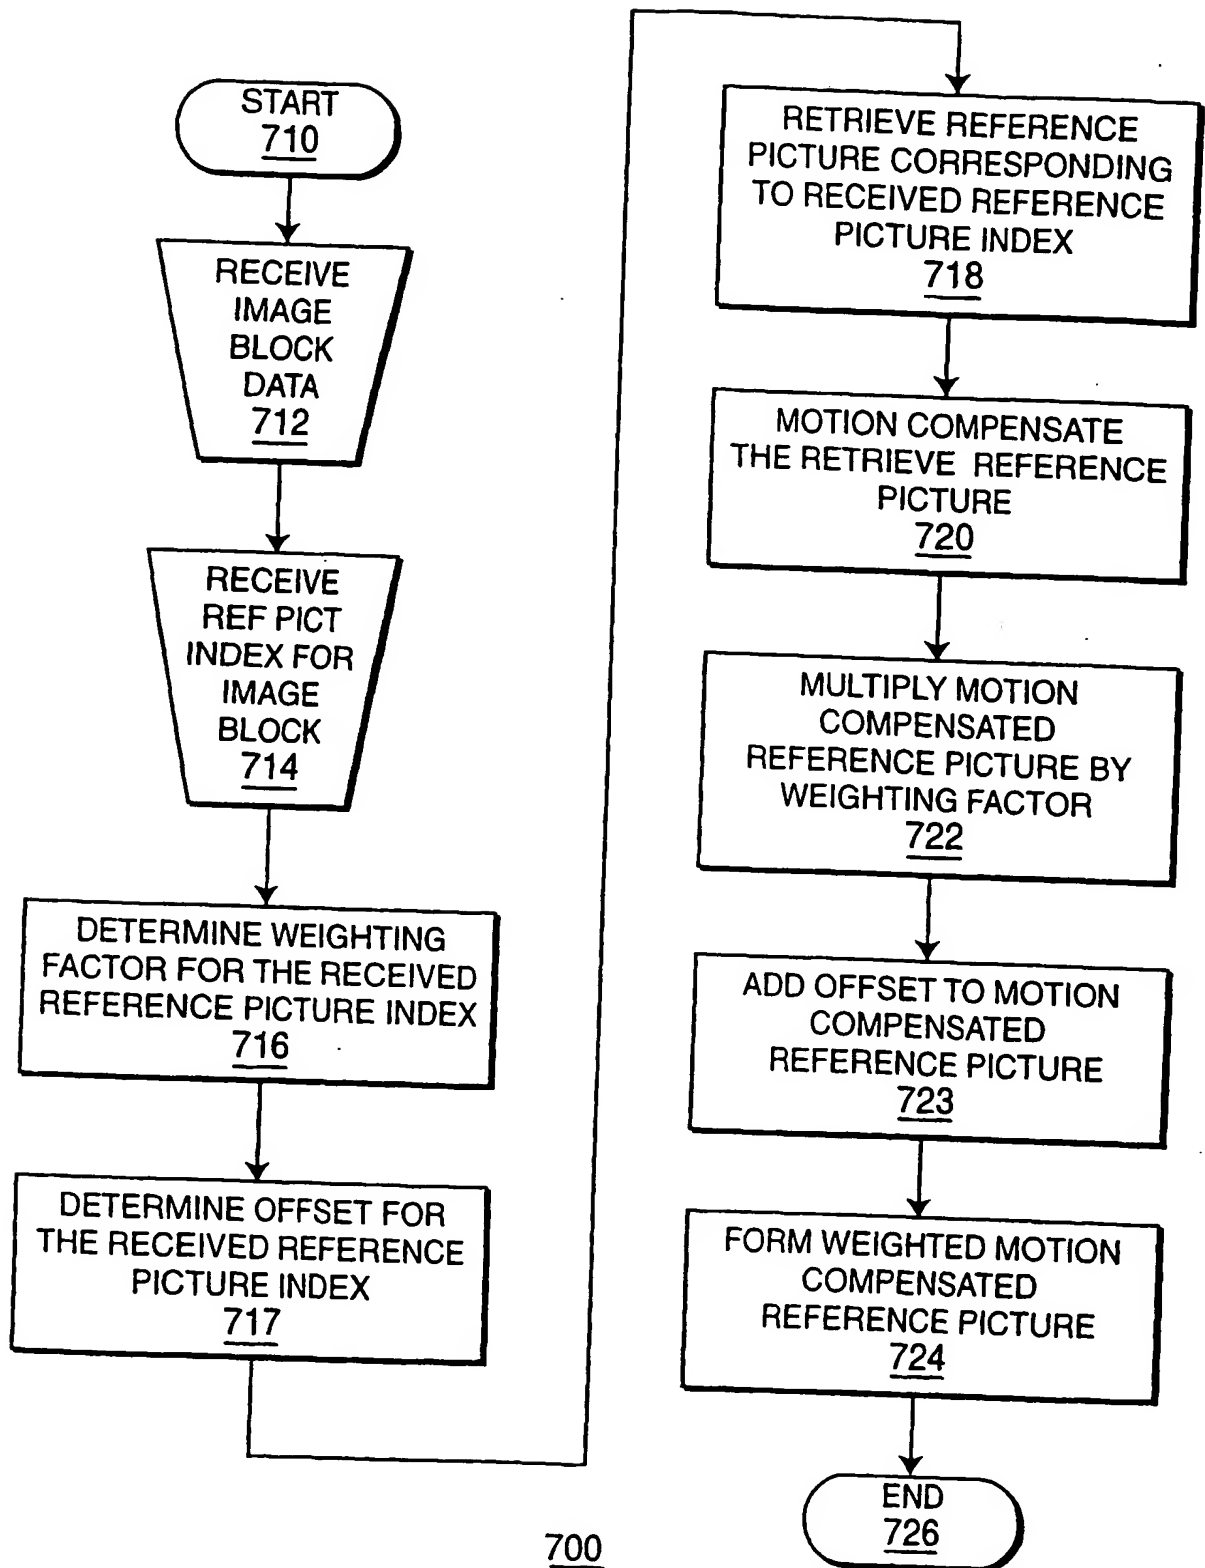 START
710
RECEIVE
IMAGE
BLOCK
DATA
712
RECEIVE
REF PICT
INDEX FOR
IMAGE
BLOCK
714
DETERMINE WEIGHTING
FACTOR FOR THE RECEIVED
REFERENCE PICTURE INDEX
716
DETERMINE OFFSET FOR
THE RECEIVED REFERENCE
PICTURE INDEX
717
RETRIEVE REFERENCE
PICTURE CORRESPONDING
TO RECEIVED REFERENCE
PICTURE INDEX
718
MOTION COMPENSATE
THE RETRIEVE REFERENCE
PICTURE
720
MULTIPLY MOTION
COMPENSATED
REFERENCE PICTURE BY
WEIGHTING FACTOR
722
ADD OFFSET TO MOTION
COMPENSATED
REFERENCE PICTURE
723
FORM WEIGHTED MOTION
COMPENSATED
REFERENCE PICTURE
724
END
726
700